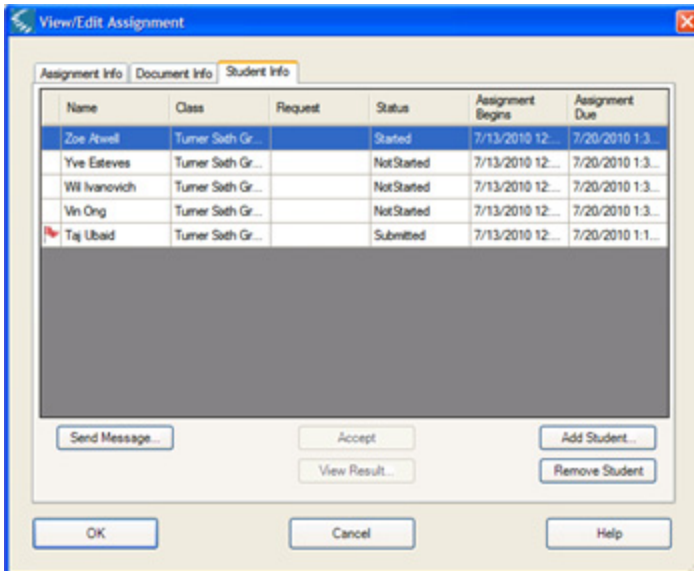 View/Edit Assignment
Assignment Info Document Info Student Info
Name Class Request Status Assignment Begins Assignment Due
Zoe Atwell Turner Sixth Gr... Started 7/13/2010 12:... 7/20/2010 1:3...
Yve Esteves Turner Sixth Gr... NotStarted 7/13/2010 12:... 7/20/2010 1:3...
Wil Ivanovich Turner Sixth Gr... NotStarted 7/13/2010 12:... 7/20/2010 1:3...
Vin Ong Turner Sixth Gr... NotStarted 7/13/2010 12:... 7/20/2010 1:3...
Taj Ubaid Turner Sixth Gr... Submitted 7/13/2010 12:... 7/20/2010 1:1...
Send Message... Accept Add Student...
View Result... Remove Student
OK Cancel Help